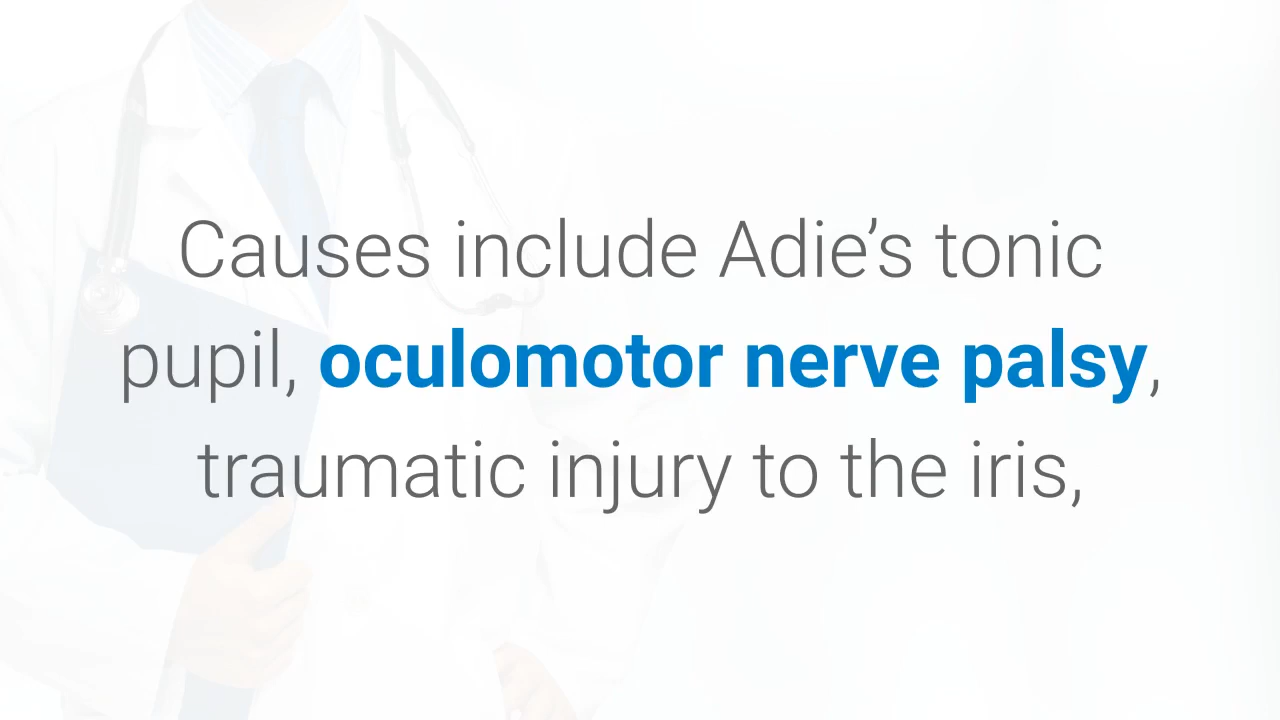 Causes include Adie’s tonic
pupil, oculomotor nerve palsy,
traumatic injury to the iris,